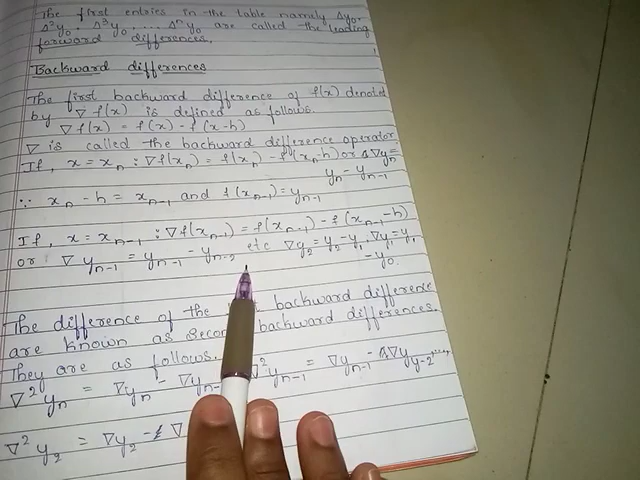 The first entries in the table namely Δy₀,
Δ²y₀, Δ³y₀, .... Δⁿy₀ are called the leading
forward differences.
Backward differences
The first backward difference of f(x) denoted
by ∇ f(x) is defined as follows.
∇ f(x) = f(x) - f(x-h)
∇ is called the backward difference operator
If, x = xₙ : ∇f(xₙ) = f(xₙ) - f(xₙ-h) or ∇yₙ =
yₙ - yₙ₋₁
∵ xₙ - h = xₙ₋₁ and f(xₙ₋₁) = yₙ₋₁
If, x = xₙ₋₁ : ∇f(xₙ₋₁) = f(xₙ₋₁) - f(xₙ₋₁-h)
or ∇ yₙ₋₁ = yₙ₋₁ - yₙ₋₂ etc ∇y₂ = y₂ - y₁, ∇y₁ = y₁
- y₀
The difference of the backward difference
are known as second backward differences.
They are as follows.
∇²yₙ = ∇yₙ - ∇yₙ₋ ∇²yₙ₋₁ = ∇yₙ₋₁ - ∇y
∇²y₂ = ∇y₂ - ∇